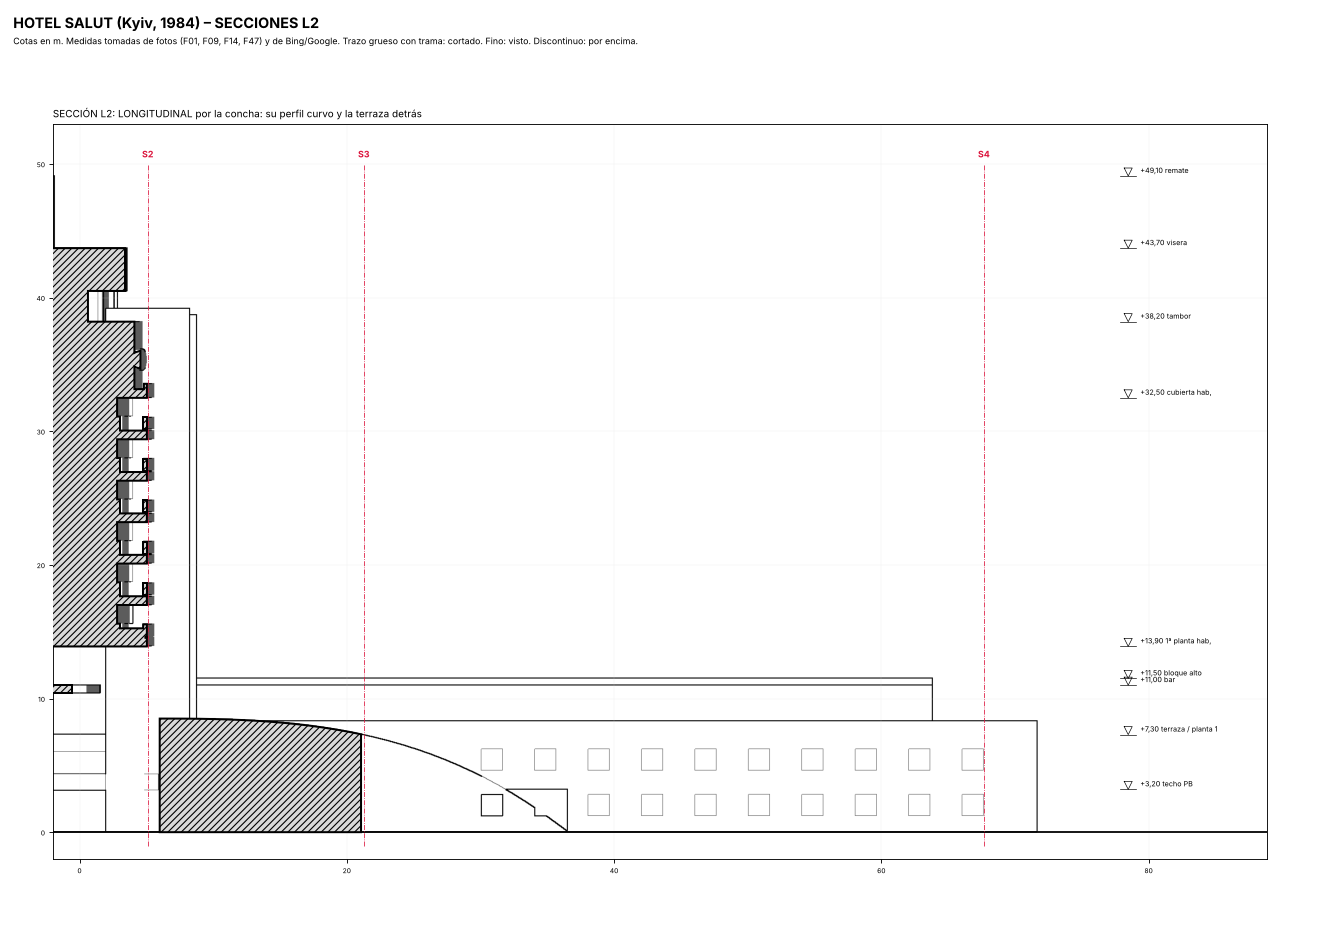 HOTEL SALUT (Kyiv, 1984) – SECCIONES L2
Cotas en m. Medidas tomadas de fotos (F01, F09, F14, F47) y de Bing/Google. Trazo grueso con trama: cortado. Fino: visto. Discontinuo: por encima.
SECCIÓN L2: LONGITUDINAL por la concha: su perfil curvo y la terraza detrás
S2
S3
S4
50
40
30
20
10
0
+49,10 remate
+43,70 visera
+38,20 tambor
+32,50 cubierta hab,
+13,90 1ª planta hab,
+11,50 bloque alto
+11,00 bar
+7,30 terraza / planta 1
+3,20 techo PB
0
20
40
60
80